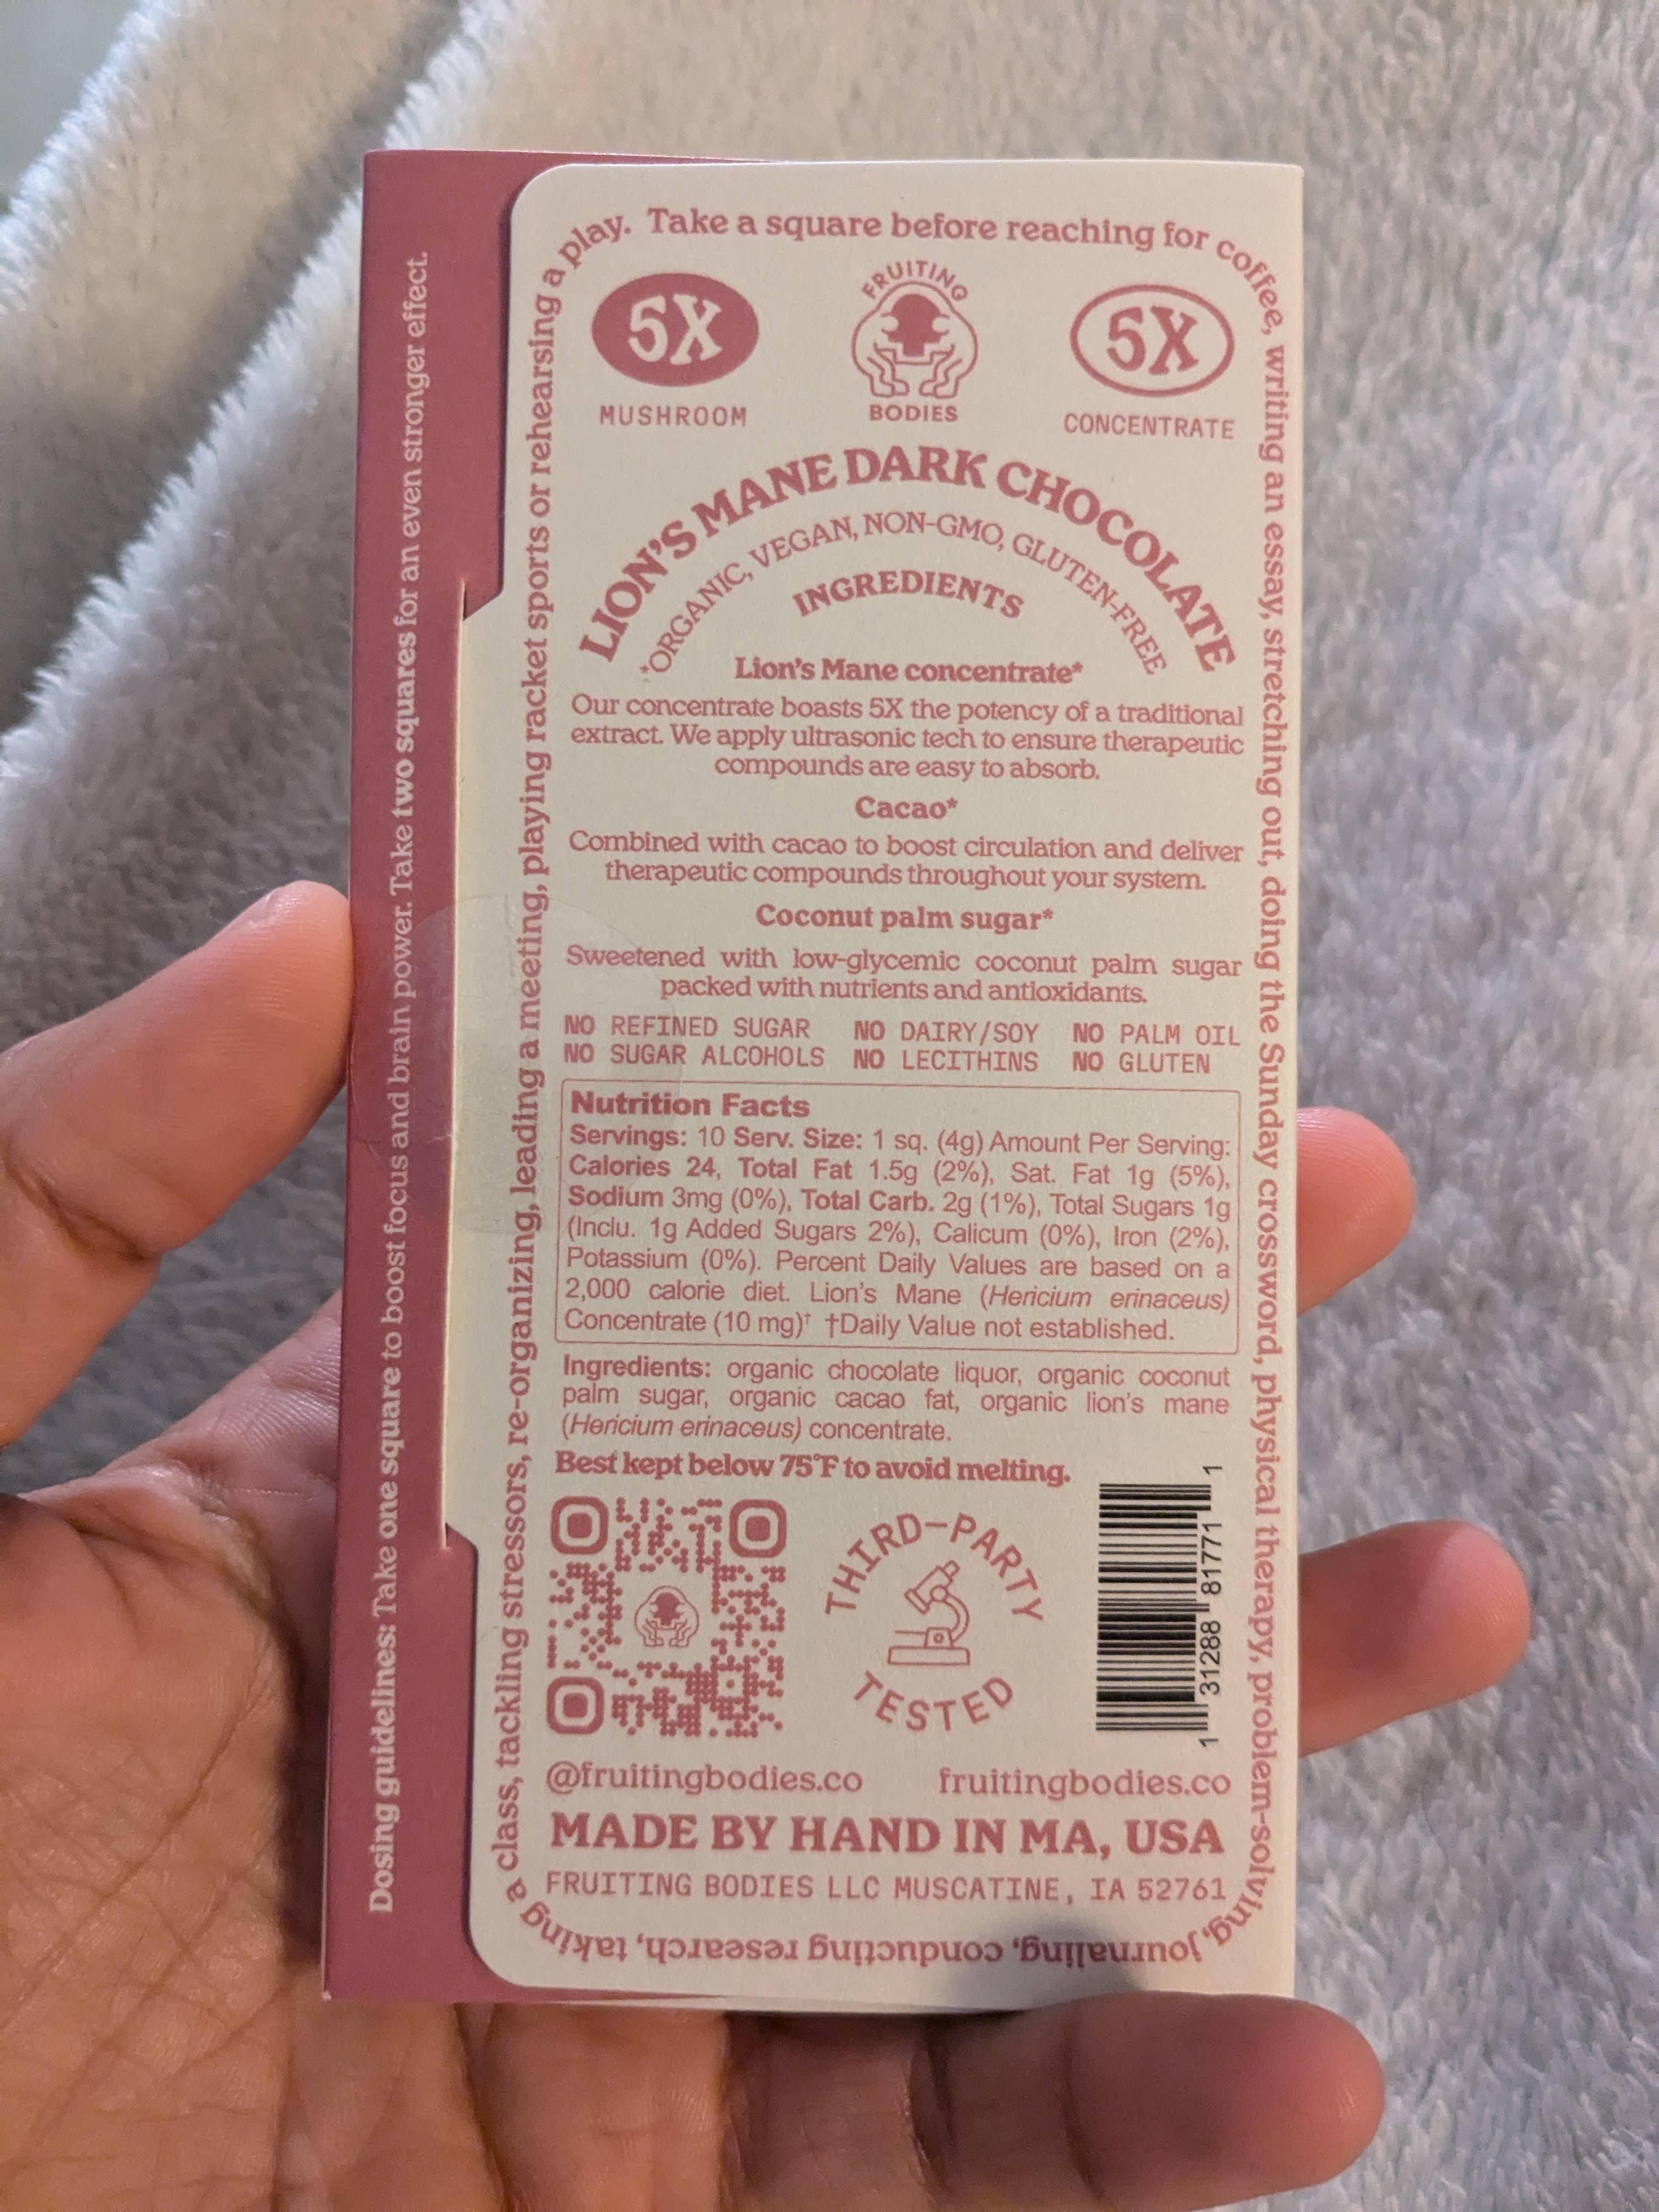 Dosing guidelines: Take one square to boost focus and brain power. Take two squares for an even stronger effect.
Take a square before reaching for coffee, writing an essay, stretching out, doing the Sunday crossword, physical therapy, problem-solving, journaling, conducting research, taking a class, tackling stressors, re-organizing, leading a meeting, playing racket sports or rehearsing a play.
5X
MUSHROOM
FRUITING
BODIES
5X
CONCENTRATE
LION'S MANE DARK CHOCOLATE
*ORGANIC, VEGAN, NON-GMO, GLUTEN-FREE
INGREDIENTS
Lion's Mane concentrate*
Our concentrate boasts 5X the potency of a traditional
extract. We apply ultrasonic tech to ensure therapeutic
compounds are easy to absorb.
Cacao*
Combined with cacao to boost circulation and deliver
therapeutic compounds throughout your system.
Coconut palm sugar*
Sweetened with low-glycemic coconut palm sugar
packed with nutrients and antioxidants.
NO REFINED SUGAR NO DAIRY/SOY NO PALM OIL
NO SUGAR ALCOHOLS NO LECITHINS NO GLUTEN
Nutrition Facts
Servings: 10 Serv. Size: 1 sq. (4g) Amount Per Serving:
Calories 24, Total Fat 1.5g (2%), Sat. Fat 1g (5%),
Sodium 3mg (0%), Total Carb. 2g (1%), Total Sugars 1g
(Inclu. 1g Added Sugars 2%), Calicum (0%), Iron (2%),
Potassium (0%). Percent Daily Values are based on a
2,000 calorie diet. Lion's Mane (Hericium erinaceus)
Concentrate (10 mg)† †Daily Value not established.
Ingredients: organic chocolate liquor, organic coconut
palm sugar, organic cacao fat, organic lion's mane
(Hericium erinaceus) concentrate.
Best kept below 75°F to avoid melting.
THIRD-PARTY
TESTED
1 31288 81771 1
@fruitingbodies.co fruitingbodies.co
MADE BY HAND IN MA, USA
FRUITING BODIES LLC MUSCATINE, IA 52761